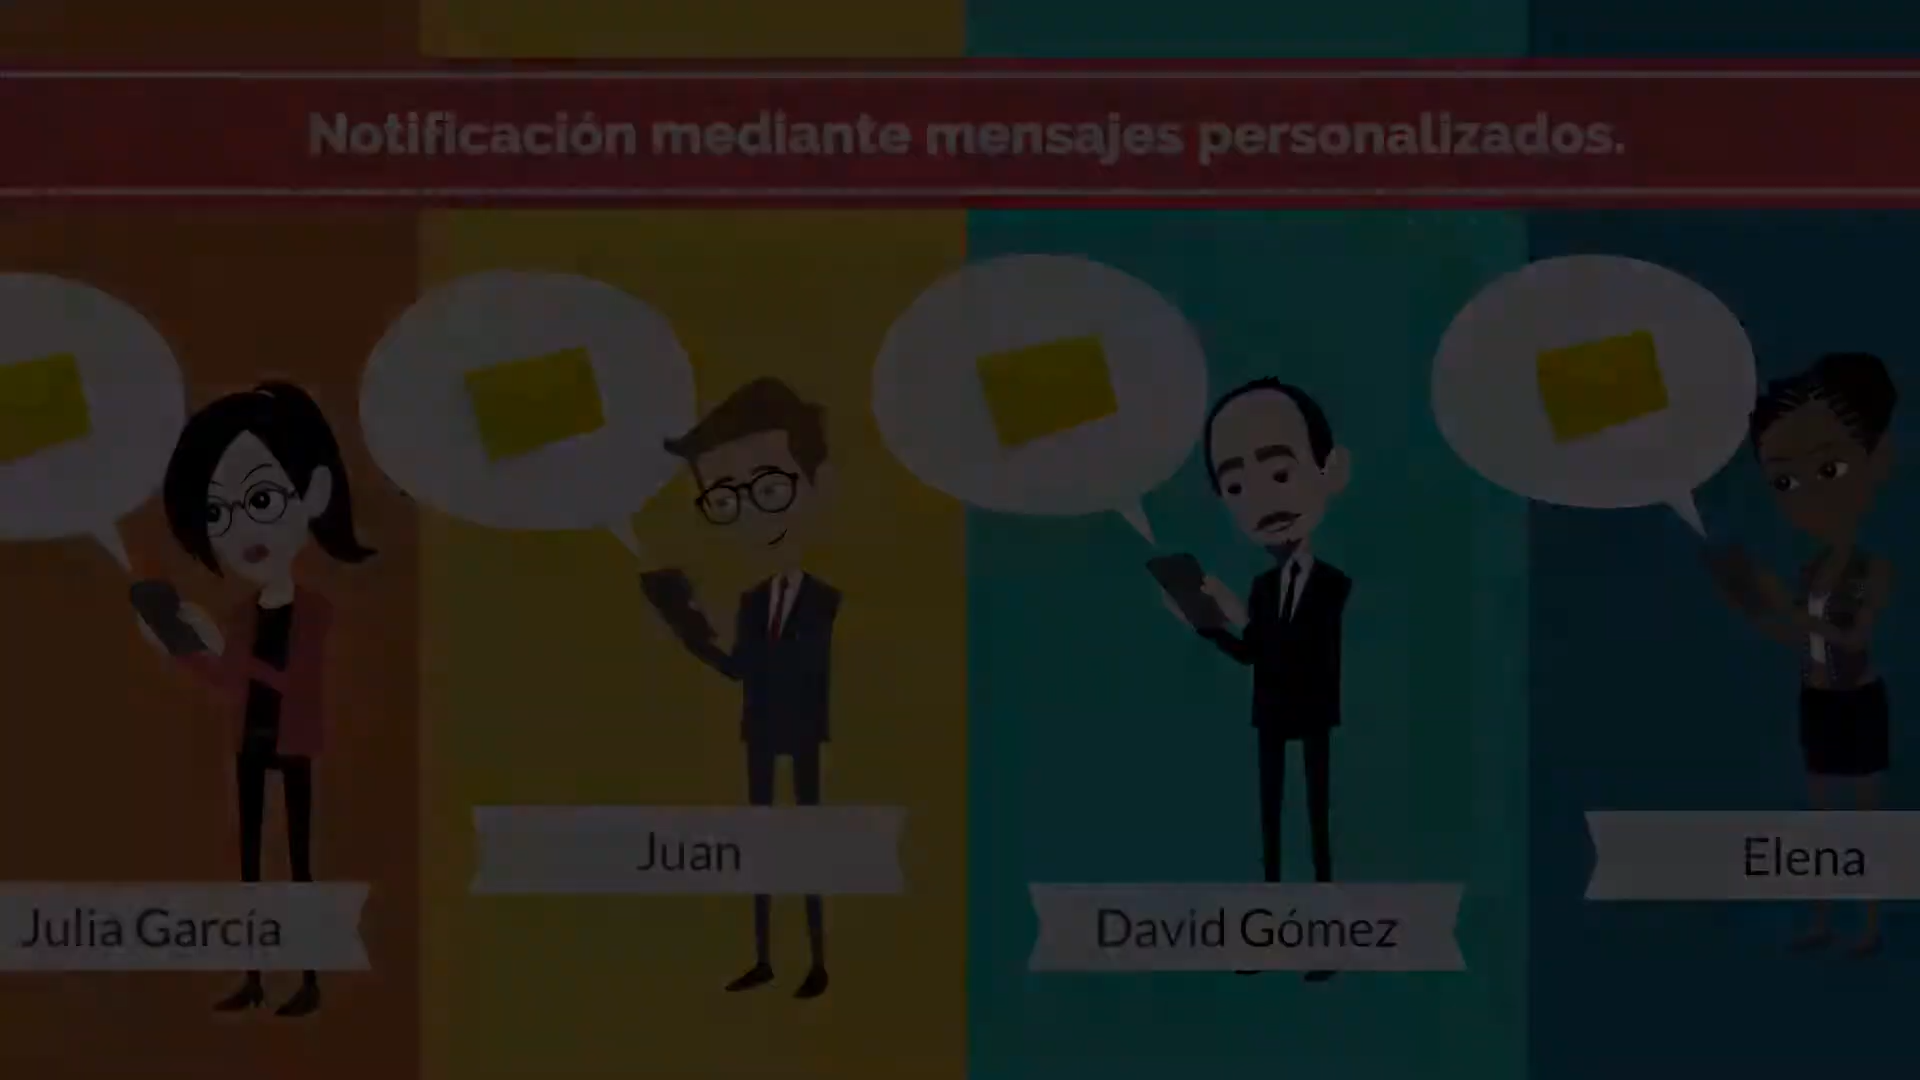 Notificación mediante mensajes personalizados.
Julia García
Juan
David Gómez
Elena